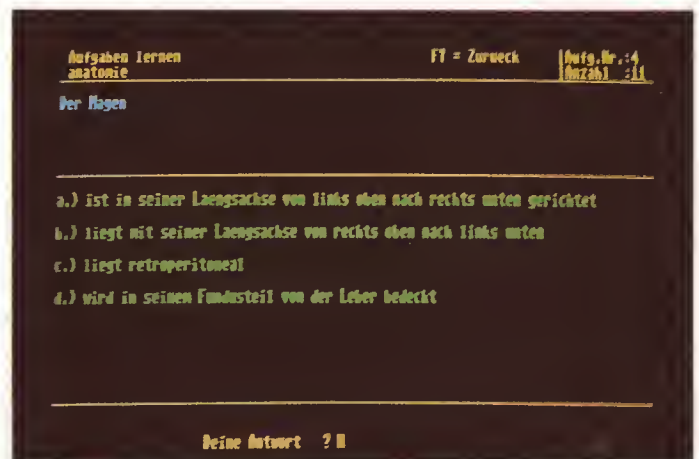 Aufgaben lernen F7 = Zurueck |Aufg.Nr.:4
anatomie |Anzahl :11
Der Magen
a.) ist in seiner Laengsachse von links oben nach rechts unten gerichtet
b.) liegt mit seiner Laengsachse von rechts oben nach links unten
c.) liegt retroperitoneal
d.) wird in seinen Fundusteil von der Leber bedeckt
Deine Antwort ?